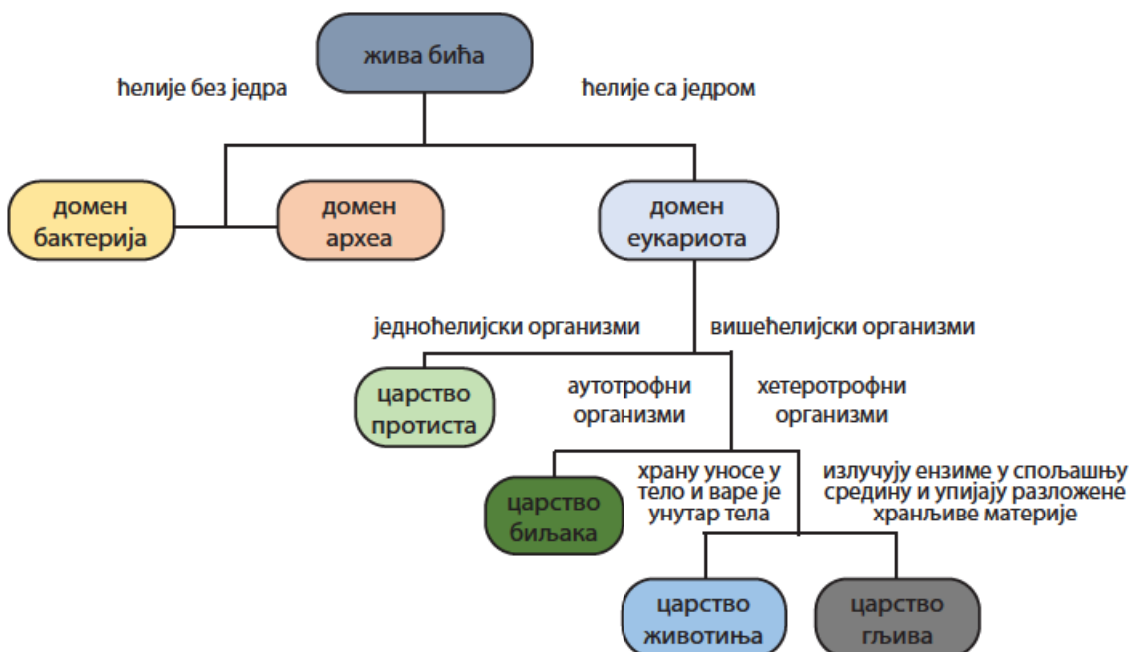 жива бића
ћелије без једра
ћелије са једром
домен
бактерија
домен
археа
домен
еукариота
једноћелијски организми
вишећелијски организми
царство
протиста
аутотрофни
организми
хетеротрофни
организми
царство
биљака
храну уносе у
тело и варе је
унутар тела
излучују ензиме у спољашњу
средину и упијају разложене
хранљиве материје
царство
животиња
царство
гљива